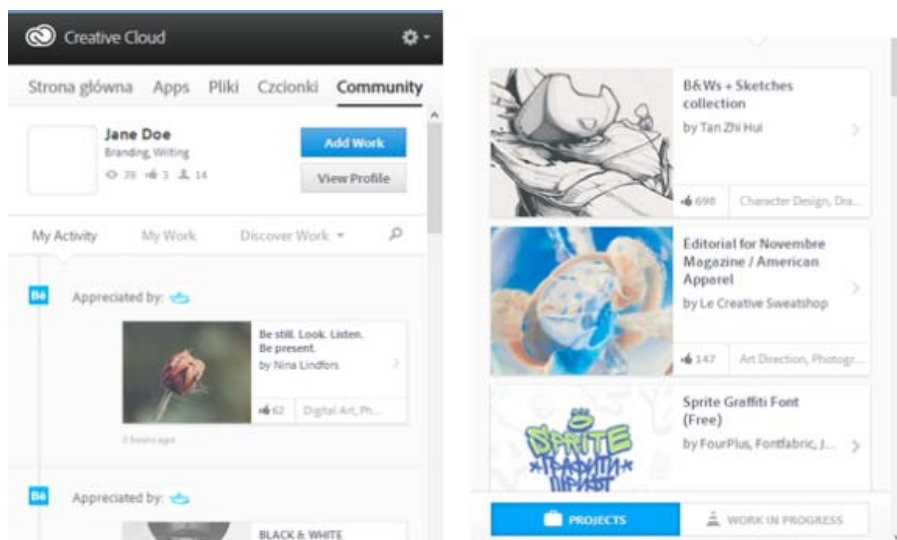 Creative Cloud
Strona główna Apps Pliki Czcionki Community
Jane Doe
Branding, Writing
78 3 14
Add Work
View Profile
My Activity My Work Discover Work
Bē Appreciated by:
Be still. Look. Listen.
Be present.
by Nina Lindfors
62 Digital Art, Ph...
2 hours ago
Bē Appreciated by:
BLACK & WHITE
B&Ws + Sketches
collection
by Tan Zhi Hui
698 Character Design, Dra...
Editorial for Novembre
Magazine / American
Apparel
by Le Creative Sweatshop
147 Art Direction, Photogr...
Sprite Graffiti Font
(Free)
by FourPlus, Fontfabric, J...
SPRITE
ГРАФИТИ
ШРИФТ
PROJECTS WORK IN PROGRESS